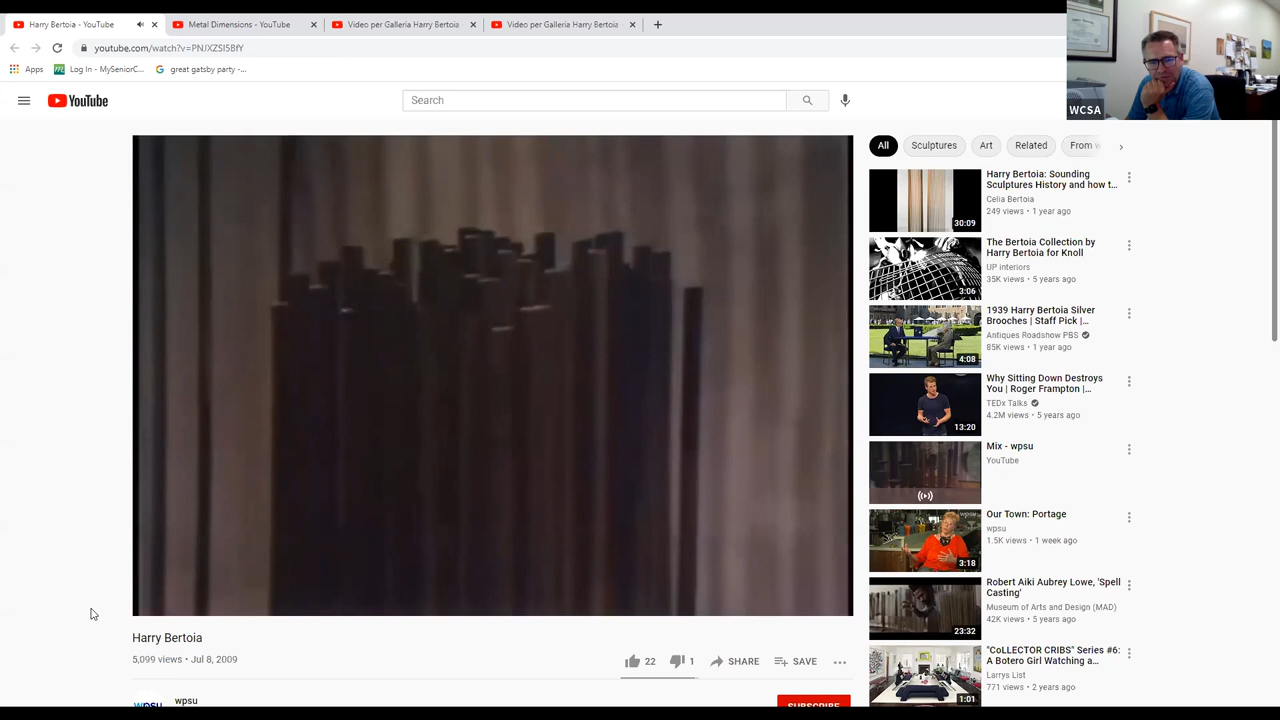 Harry Bertoia - YouTube
Metal Dimensions - YouTube
Video per Galleria Harry Bertoia
Video per Galleria Harry Bertoia
youtube.com/watch?v=PNJXZSI5BfY
Apps
Log In - MySeniorC...
great gatsby party -...
YouTube
Search
WCSA
All
Sculptures
Art
Related
From
Harry Bertoia: Sounding
Sculptures History and how t...
Celia Bertoia
249 views • 1 year ago
30:09
The Bertoia Collection by
Harry Bertoia for Knoll
UP interiors
35K views • 5 years ago
3:06
1939 Harry Bertoia Silver
Brooches | Staff Pick |...
Antiques Roadshow PBS
85K views • 1 year ago
4:08
Why Sitting Down Destroys
You | Roger Frampton |...
TEDx Talks
4.2M views • 5 years ago
13:20
Mix - wpsu
YouTube
Our Town: Portage
wpsu
1.5K views • 1 week ago
wpsu
3:18
Robert Aiki Aubrey Lowe, 'Spell
Casting'
Museum of Arts and Design (MAD)
42K views • 5 years ago
23:32
"CoLLECTOR CRIBS" Series #6:
A Botero Girl Watching a...
Larrys List
771 views • 2 years ago
1:01
Harry Bertoia
5,099 views • Jul 8, 2009
22
1
SHARE
SAVE
wpsu
wpsu
SUBSCRIBE